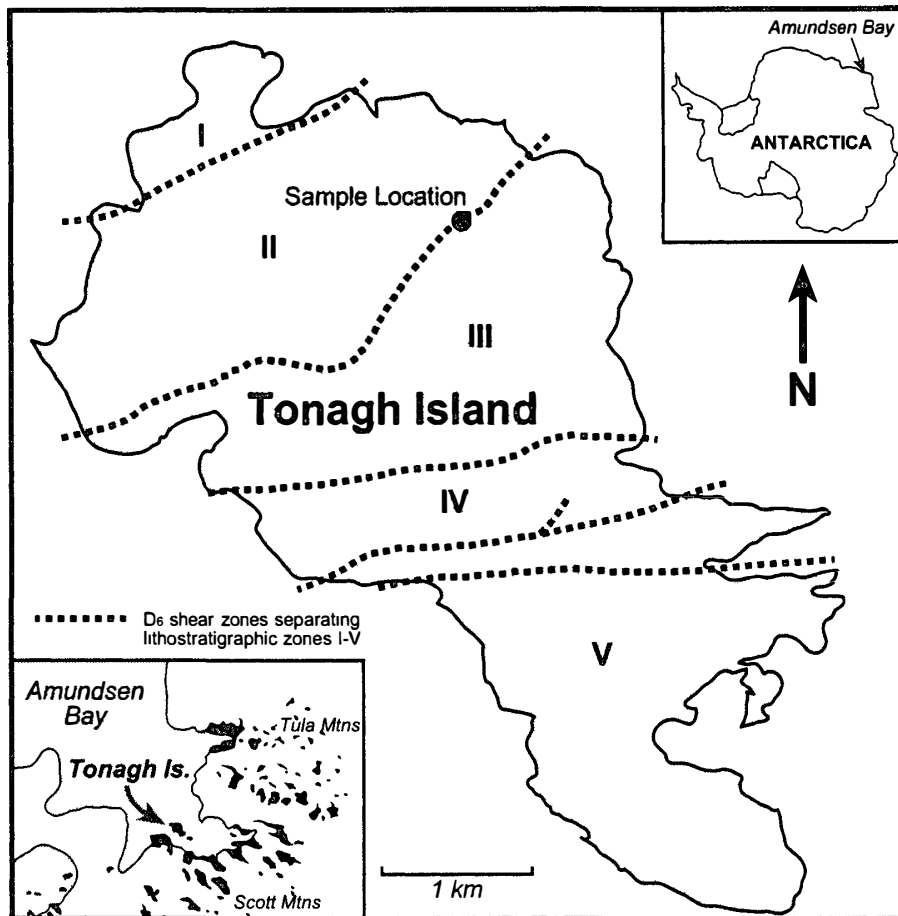 Amundsen Bay
ANTARCTICA
I
Sample Location
II
III
N
Tonagh Island
IV
D6 shear zones separating
lithostratigraphic zones I-V
V
Amundsen
Bay
Tula Mtns
Tonagh Is.
Scott Mtns
1 km